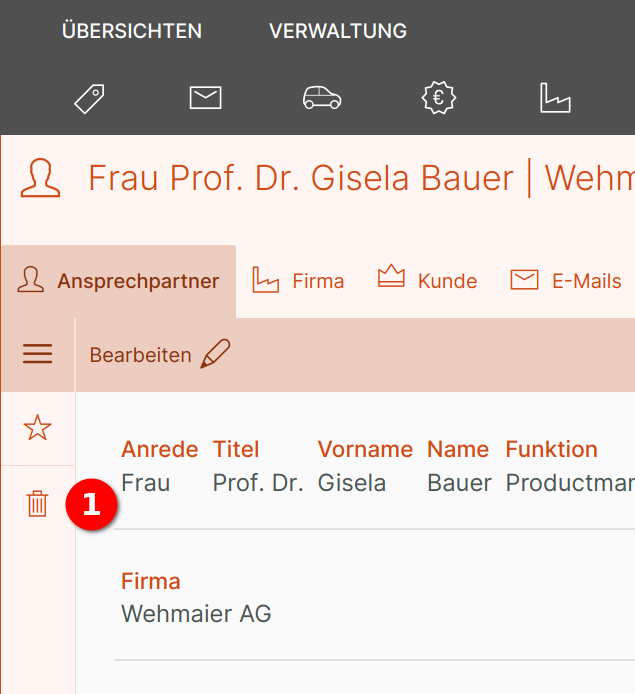 ÜBERSICHTEN VERWALTUNG
€
Frau Prof. Dr. Gisela Bauer | Wehm
Ansprechpartner Firma Kunde E-Mails
Bearbeiten
Anrede Titel Vorname Name Funktion
Frau Prof. Dr. Gisela Bauer Productmar
1
Firma
Wehmaier AG